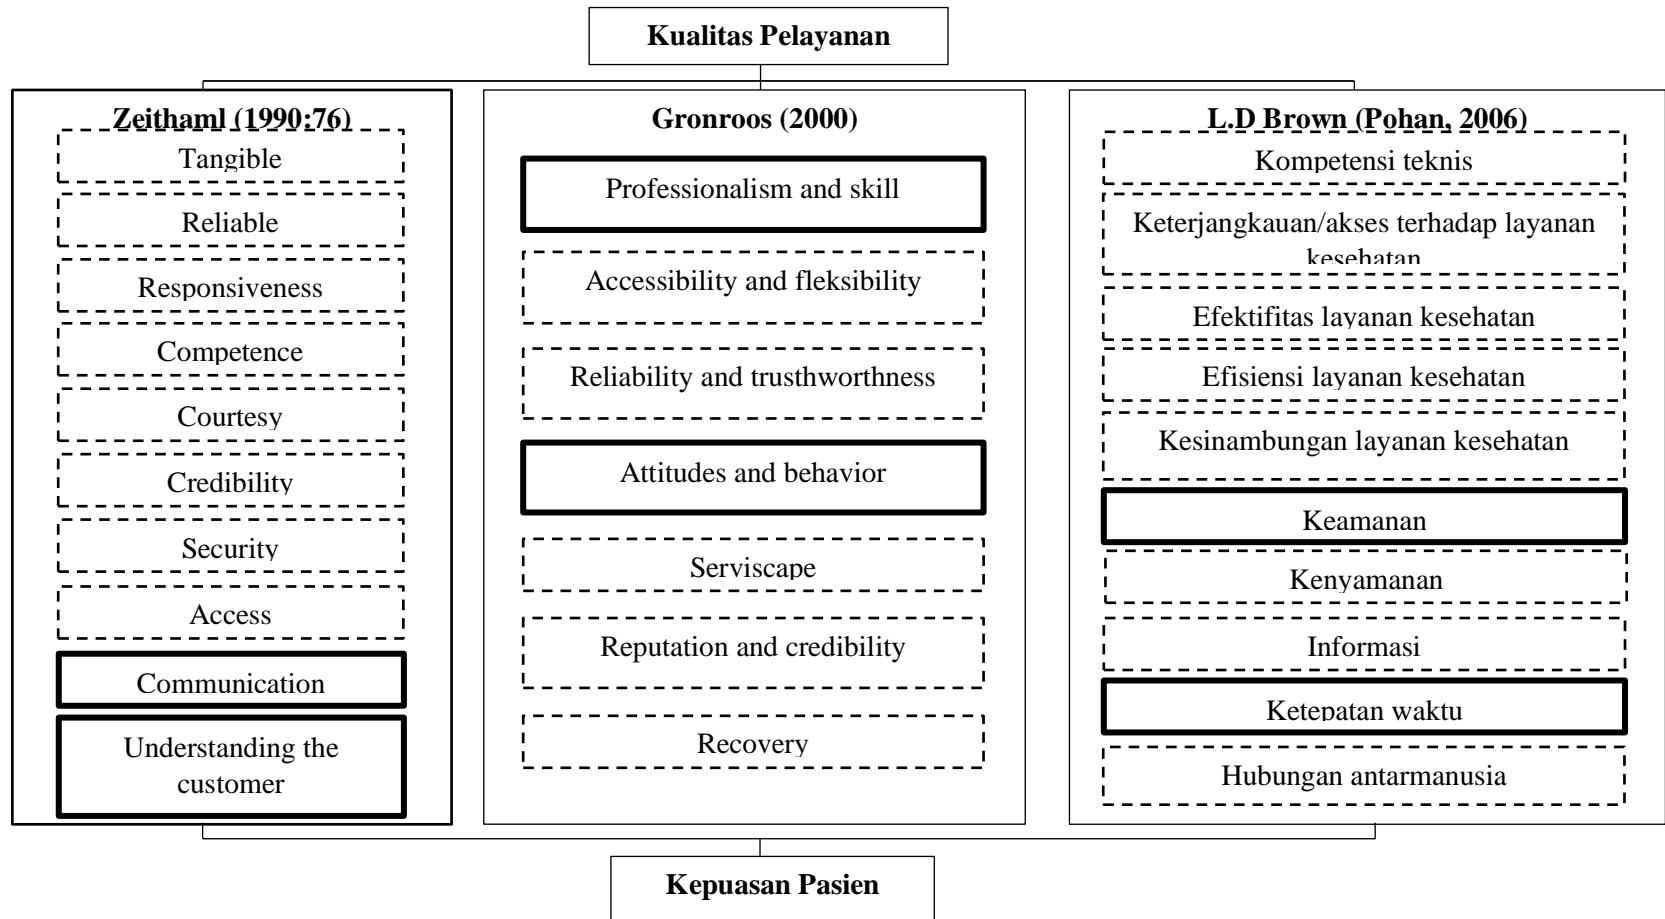 Kualitas Pelayanan
Zeithaml (1990:76)
Tangible
Reliable
Responsiveness
Competence
Courtesy
Credibility
Security
Access
Communication
Understanding the
customer
Gronroos (2000)
Professionalism and skill
Accessibility and fleksibility
Reliability and trusthworthness
Attitudes and behavior
Serviscape
Reputation and credibility
Recovery
L.D Brown (Pohan, 2006)
Kompetensi teknis
Keterjangkauan/akses terhadap layanan
kesehatan
Efektifitas layanan kesehatan
Efisiensi layanan kesehatan
Kesinambungan layanan kesehatan
Keamanan
Kenyamanan
Informasi
Ketepatan waktu
Hubungan antarmanusia
Kepuasan Pasien